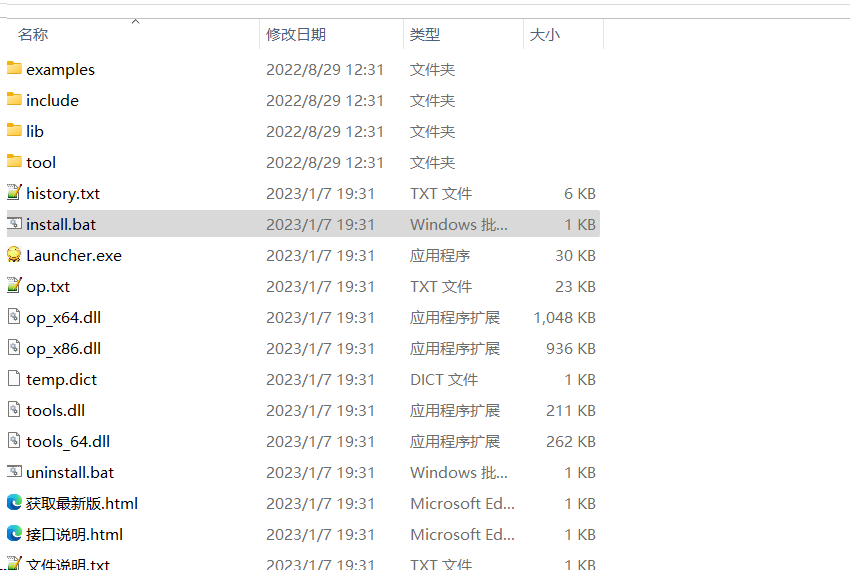 名称 修改日期 类型 大小
examples 2022/8/29 12:31 文件夹
include 2022/8/29 12:31 文件夹
lib 2022/8/29 12:31 文件夹
tool 2022/8/29 12:31 文件夹
history.txt 2023/1/7 19:31 TXT 文件 6 KB
install.bat 2023/1/7 19:31 Windows 批... 1 KB
Launcher.exe 2023/1/7 19:31 应用程序 30 KB
op.txt 2023/1/7 19:31 TXT 文件 23 KB
op_x64.dll 2023/1/7 19:31 应用程序扩展 1,048 KB
op_x86.dll 2023/1/7 19:31 应用程序扩展 936 KB
temp.dict 2023/1/7 19:31 DICT 文件 1 KB
tools.dll 2023/1/7 19:31 应用程序扩展 211 KB
tools_64.dll 2023/1/7 19:31 应用程序扩展 262 KB
uninstall.bat 2023/1/7 19:31 Windows 批... 1 KB
获取最新版.html 2023/1/7 19:31 Microsoft Ed... 1 KB
接口说明.html 2023/1/7 19:31 Microsoft Ed... 1 KB
文件说明.txt 2023/1/7 19:31 TXT 文件 1 KB